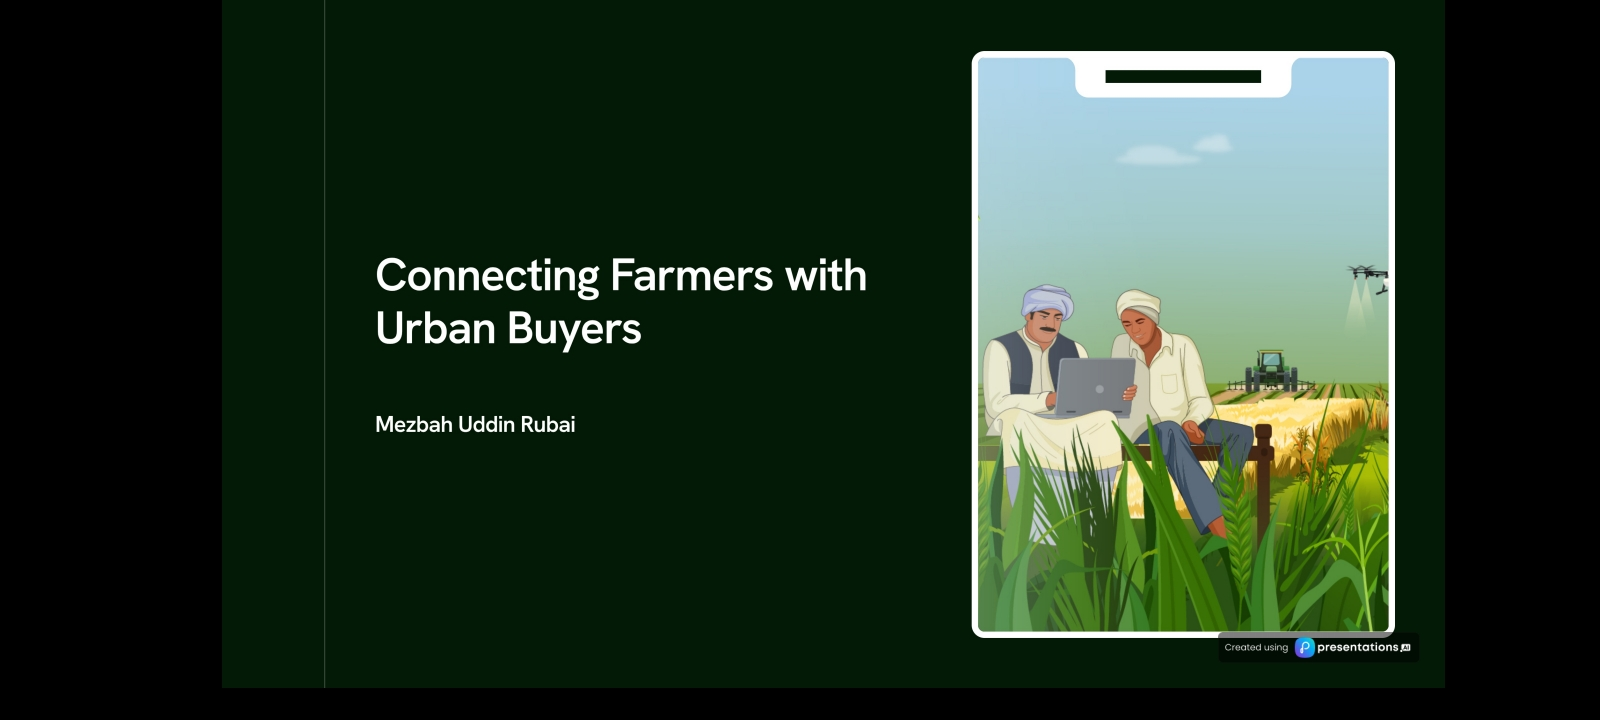 Connecting Farmers with
Urban Buyers
Mezbah Uddin Rubai
Created using presentations.AI